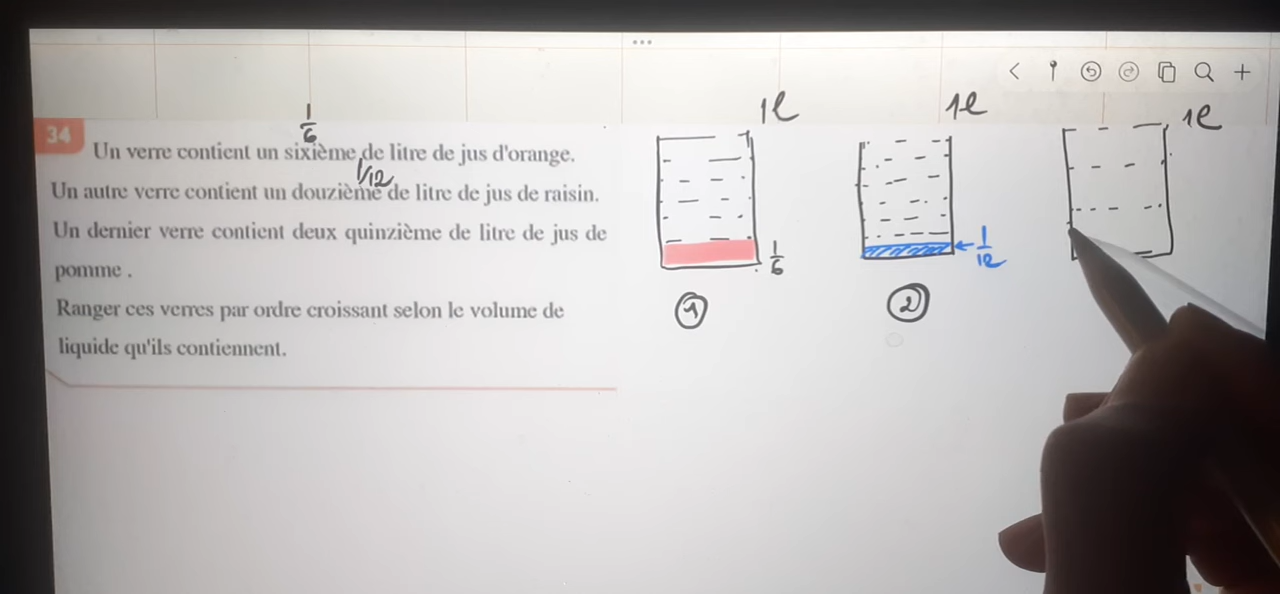 1l 1l 1l
1/6
34 Un verre contient un sixième de litre de jus d'orange.
1/12
Un autre verre contient un douzième de litre de jus de raisin.
Un dernier verre contient deux quinzième de litre de jus de
pomme .
Ranger ces verres par ordre croissant selon le volume de
liquide qu'ils contiennent.
1/6
1/12
1
2